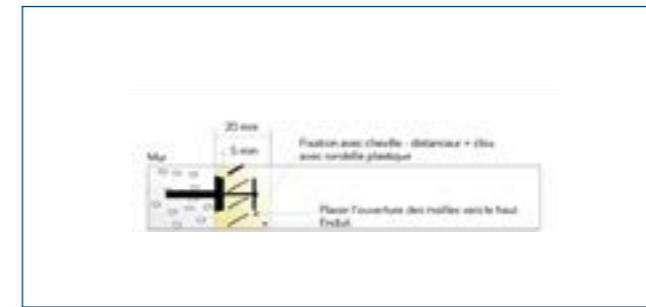 20 mm
5 mm
Mur
Fixation avec cheville - distanceur + clou
avec rondelle plastique
Placer l'ouverture des mailles vers le haut
Enduit